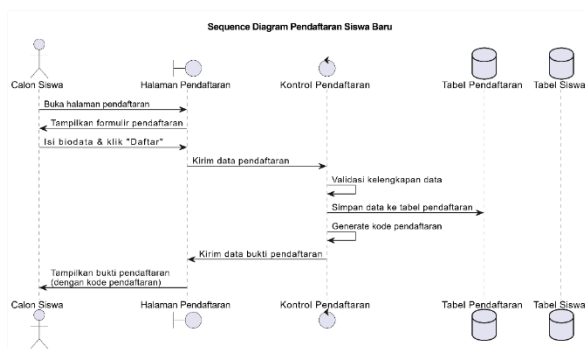 Sequence Diagram Pendaftaran Siswa Baru
Calon Siswa
Halaman Pendaftaran
Kontrol Pendaftaran
Tabel Pendaftaran
Tabel Siswa
Buka halaman pendaftaran
Tampilkan formulir pendaftaran
Isi biodata & klik "Daftar"
Kirim data pendaftaran
Validasi kelengkapan data
Simpan data ke tabel pendaftaran
Generate kode pendaftaran
Kirim data bukti pendaftaran
Tampilkan bukti pendaftaran
(dengan kode pendaftaran)
Calon Siswa
Halaman Pendaftaran
Kontrol Pendaftaran
Tabel Pendaftaran
Tabel Siswa